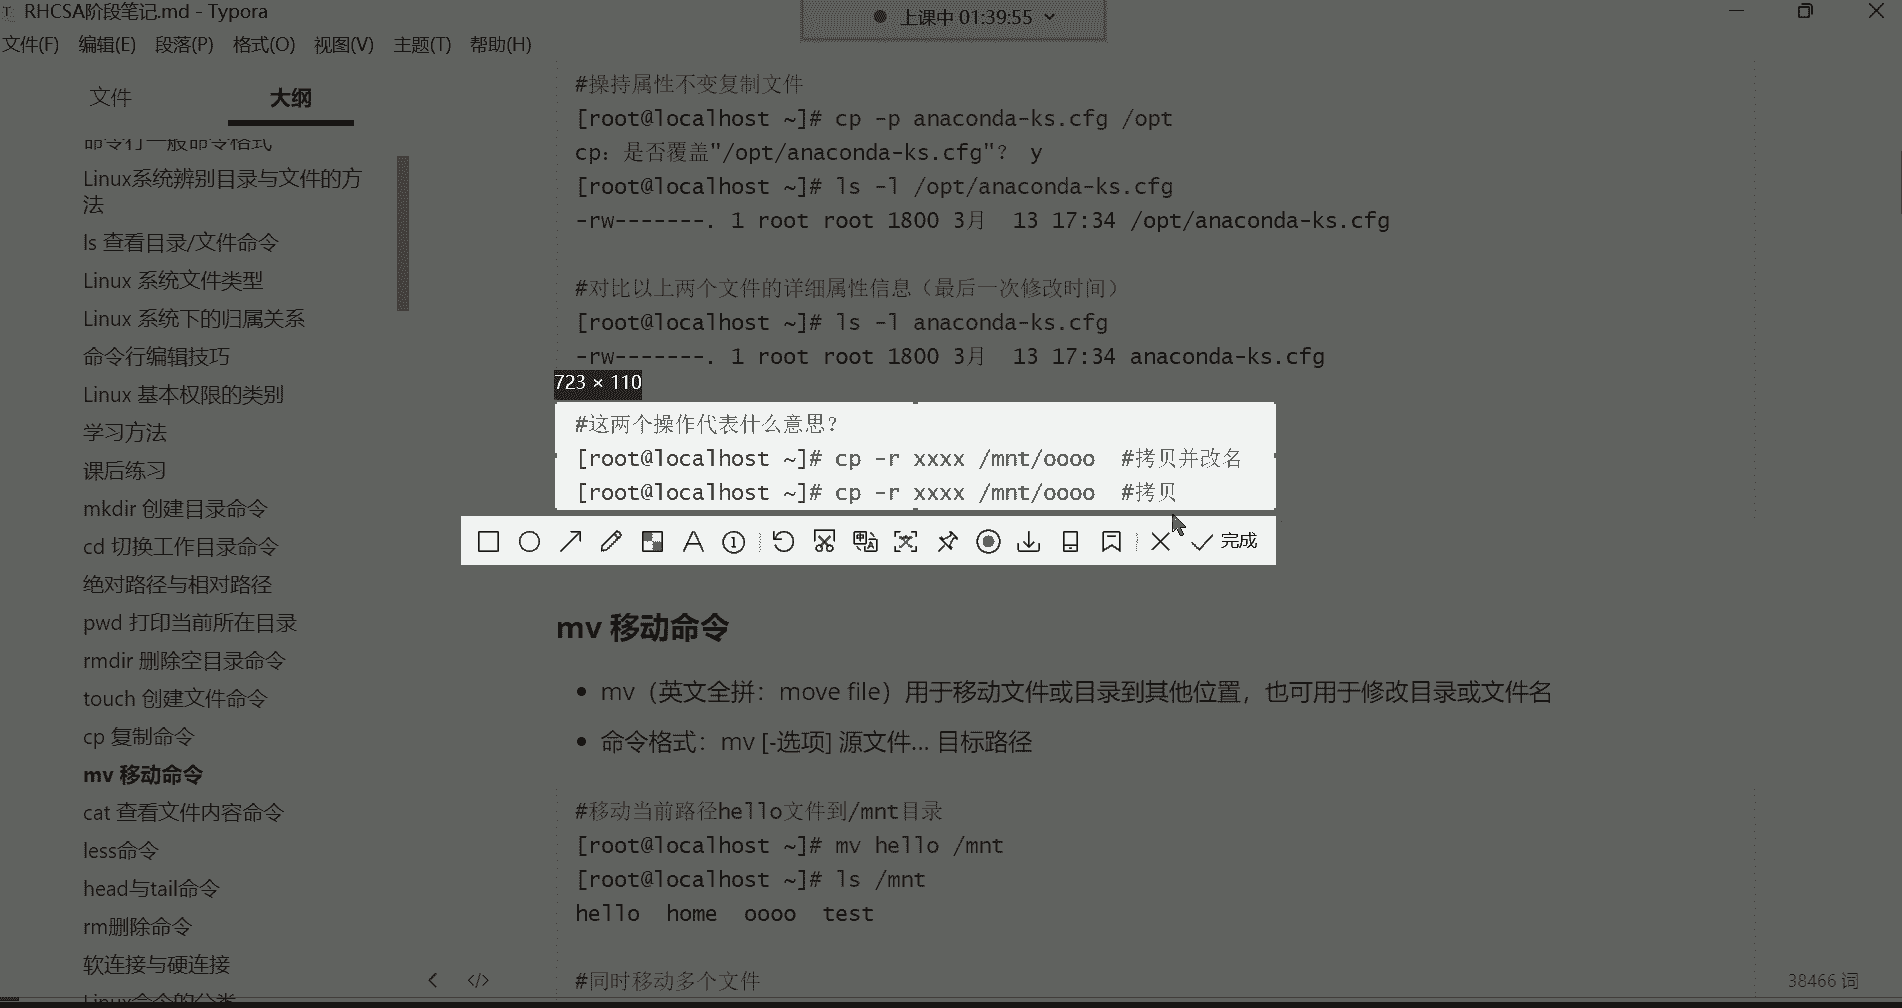 RHCSA阶段笔记.md - Typora
上课中 01:39:55
文件(F) 编辑(E) 段落(P) 格式(O) 视图(V) 主题(T) 帮助(H)
文件 大纲
命令行一般命令格式
Linux系统辨别目录与文件的方
法
ls 查看目录/文件命令
Linux 系统文件类型
Linux 系统下的归属关系
命令行编辑技巧
Linux 基本权限的类别
学习方法
课后练习
mkdir 创建目录命令
cd 切换工作目录命令
绝对路径与相对路径
pwd 打印当前所在目录
rmdir 删除空目录命令
touch 创建文件命令
cp 复制命令
mv 移动命令
cat 查看文件内容命令
less命令
head与tail命令
rm删除命令
软连接与硬连接
Linux命令的分类
#操持属性不变复制文件
[root@localhost ~]# cp -p anaconda-ks.cfg /opt
cp：是否覆盖"/opt/anaconda-ks.cfg"？ y
[root@localhost ~]# ls -l /opt/anaconda-ks.cfg
-rw-------. 1 root root 1800 3月  13 17:34 /opt/anaconda-ks.cfg
#对比以上两个文件的详细属性信息（最后一次修改时间）
[root@localhost ~]# ls -l anaconda-ks.cfg
-rw-------. 1 root root 1800 3月  13 17:34 anaconda-ks.cfg
723 × 110
#这两个操作代表什么意思?
[root@localhost ~]# cp -r xxxx /mnt/oooo  #拷贝并改名
[root@localhost ~]# cp -r xxxx /mnt/oooo  #拷贝
完成
mv 移动命令
mv（英文全拼：move file）用于移动文件或目录到其他位置，也可用于修改目录或文件名
命令格式：mv [-选项] 源文件... 目标路径
#移动当前路径hello文件到/mnt目录
[root@localhost ~]# mv hello /mnt
[root@localhost ~]# ls /mnt
hello  home  oooo  test
#同时移动多个文件
38466 词